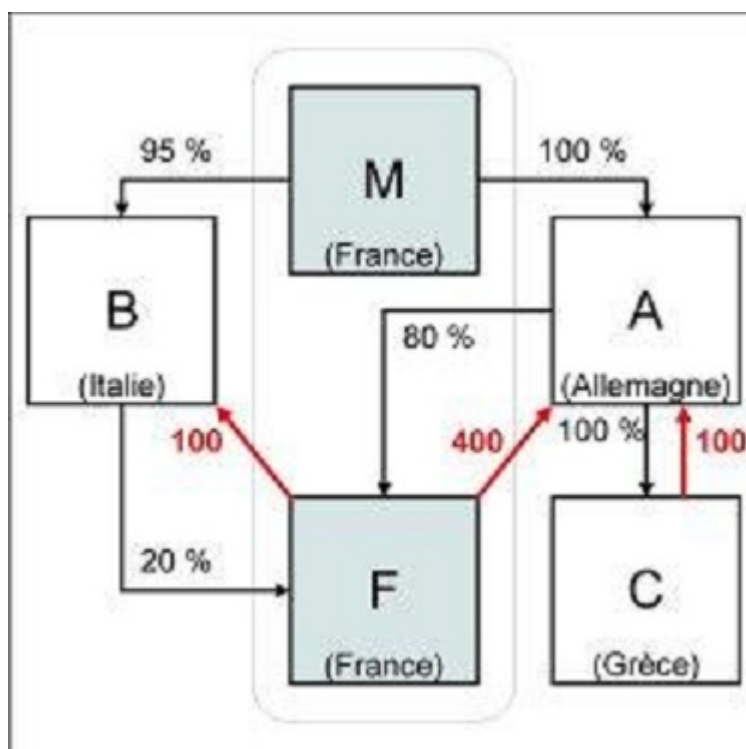 95 %
100 %
M
(France)
B
(Italie)
A
(Allemagne)
80 %
100
400
100 %
100
20 %
F
(France)
C
(Grèce)